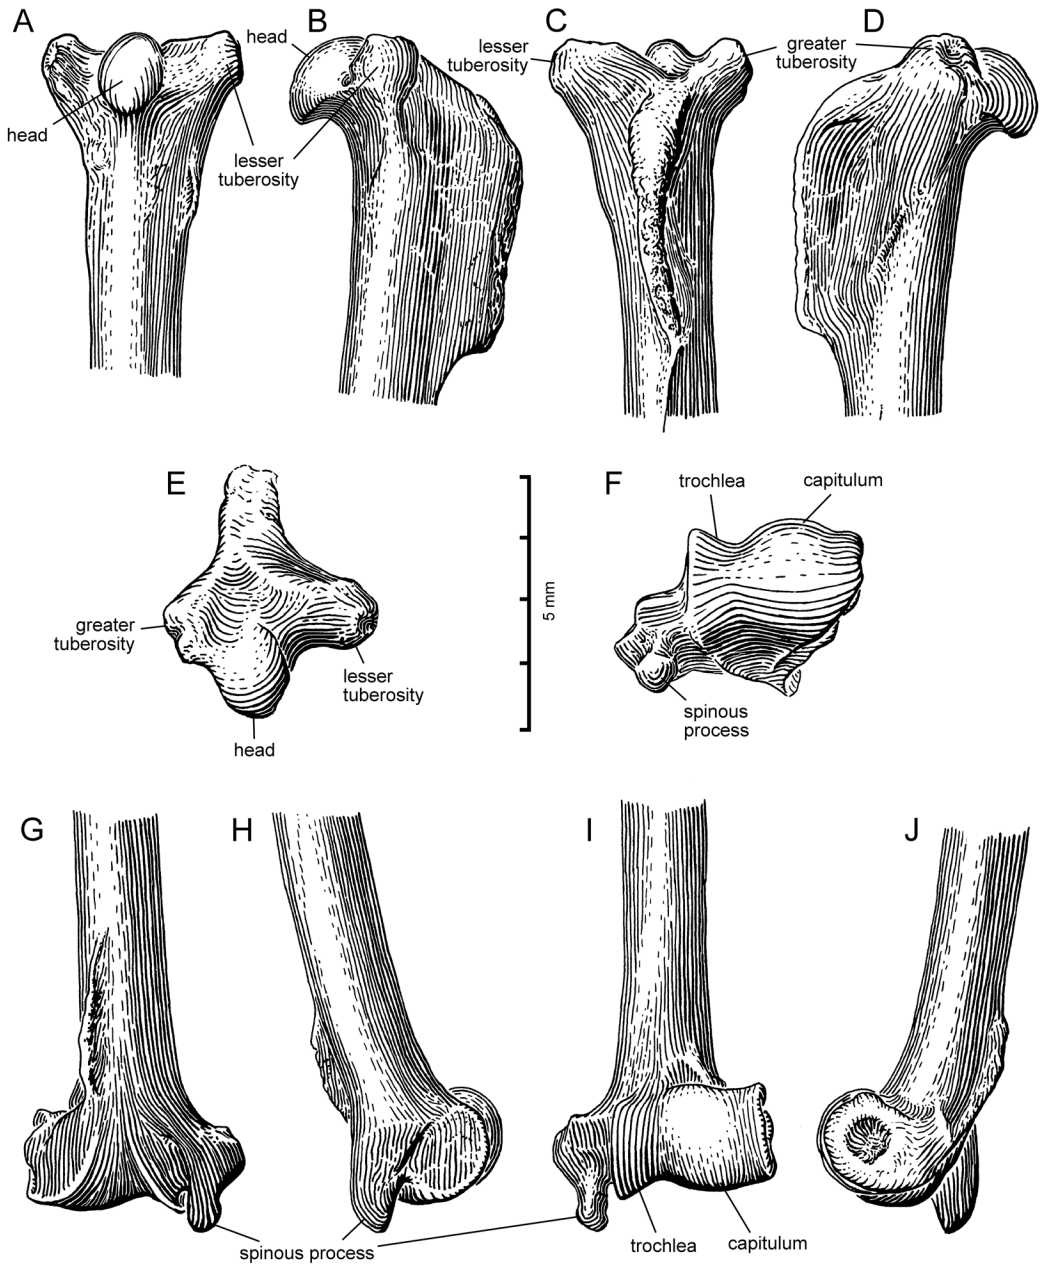 A
B
C
D
head
lesser
tuberosity
greater
tuberosity
head
lesser
tuberosity
E
F
trochlea
capitulum
5 mm
greater
tuberosity
lesser
tuberosity
head
spinous
process
G
H
I
J
spinous process
trochlea
capitulum